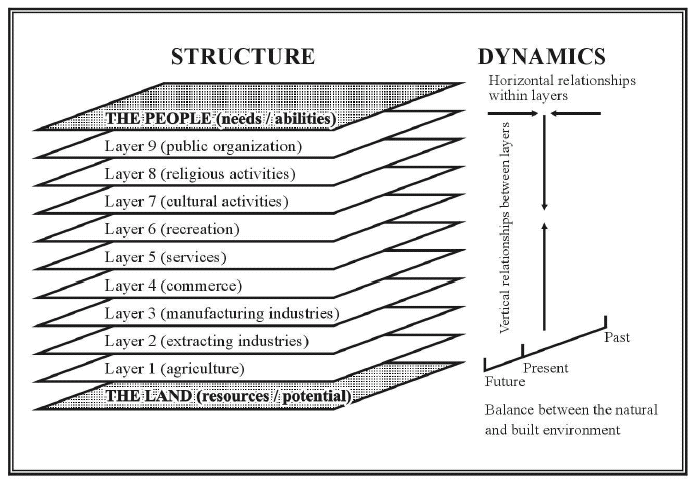 STRUCTURE
THE PEOPLE (needs / abilities)
Layer 9 (public organization)
Layer 8 (religious activities)
Layer 7 (cultural activities)
Layer 6 (recreation)
Layer 5 (services)
Layer 4 (commerce)
Layer 3 (manufacturing industries)
Layer 2 (extracting industries)
Layer 1 (agriculture)
THE LAND (resources / potential)
DYNAMICS
Horizontal relationships
within layers
Vertical relationships between layers
Past
Present
Future
Balance between the natural
and built environment